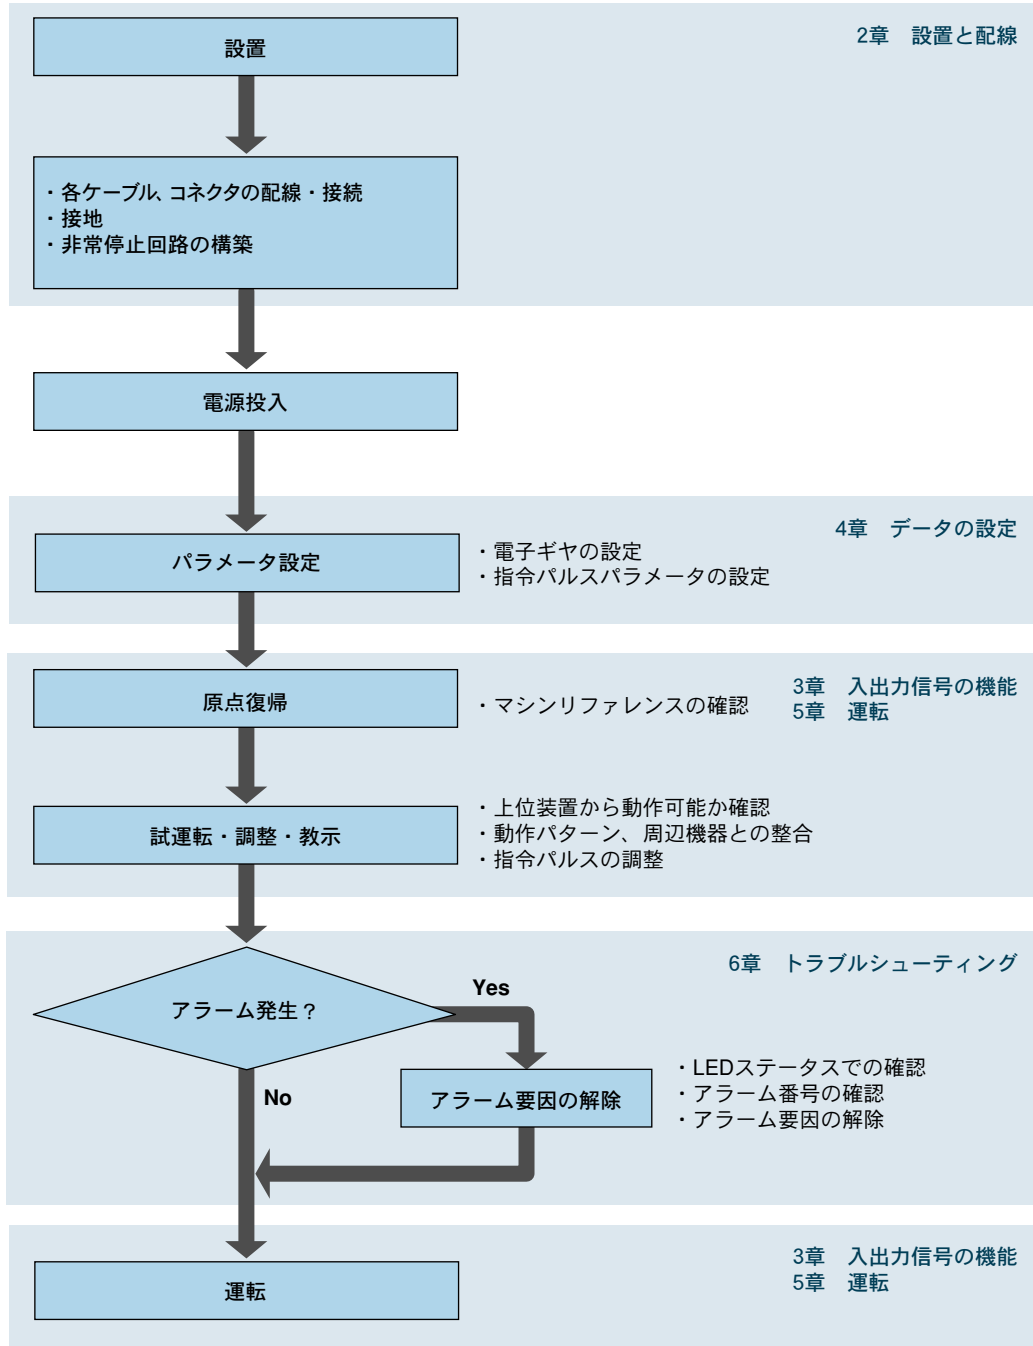 設置
2章　設置と配線
・各ケーブル、コネクタの配線・接続
・接地
・非常停止回路の構築
電源投入
4章　データの設定
パラメータ設定
・電子ギヤの設定
・指令パルスパラメータの設定
原点復帰
・マシンリファレンスの確認
3章　入出力信号の機能
5章　運転
試運転・調整・教示
・上位装置から動作可能か確認
・動作パターン、周辺機器との整合
・指令パルスの調整
6章　トラブルシューティング
アラーム発生？
Yes
No
アラーム要因の解除
・LEDステータスでの確認
・アラーム番号の確認
・アラーム要因の解除
3章　入出力信号の機能
5章　運転
運転